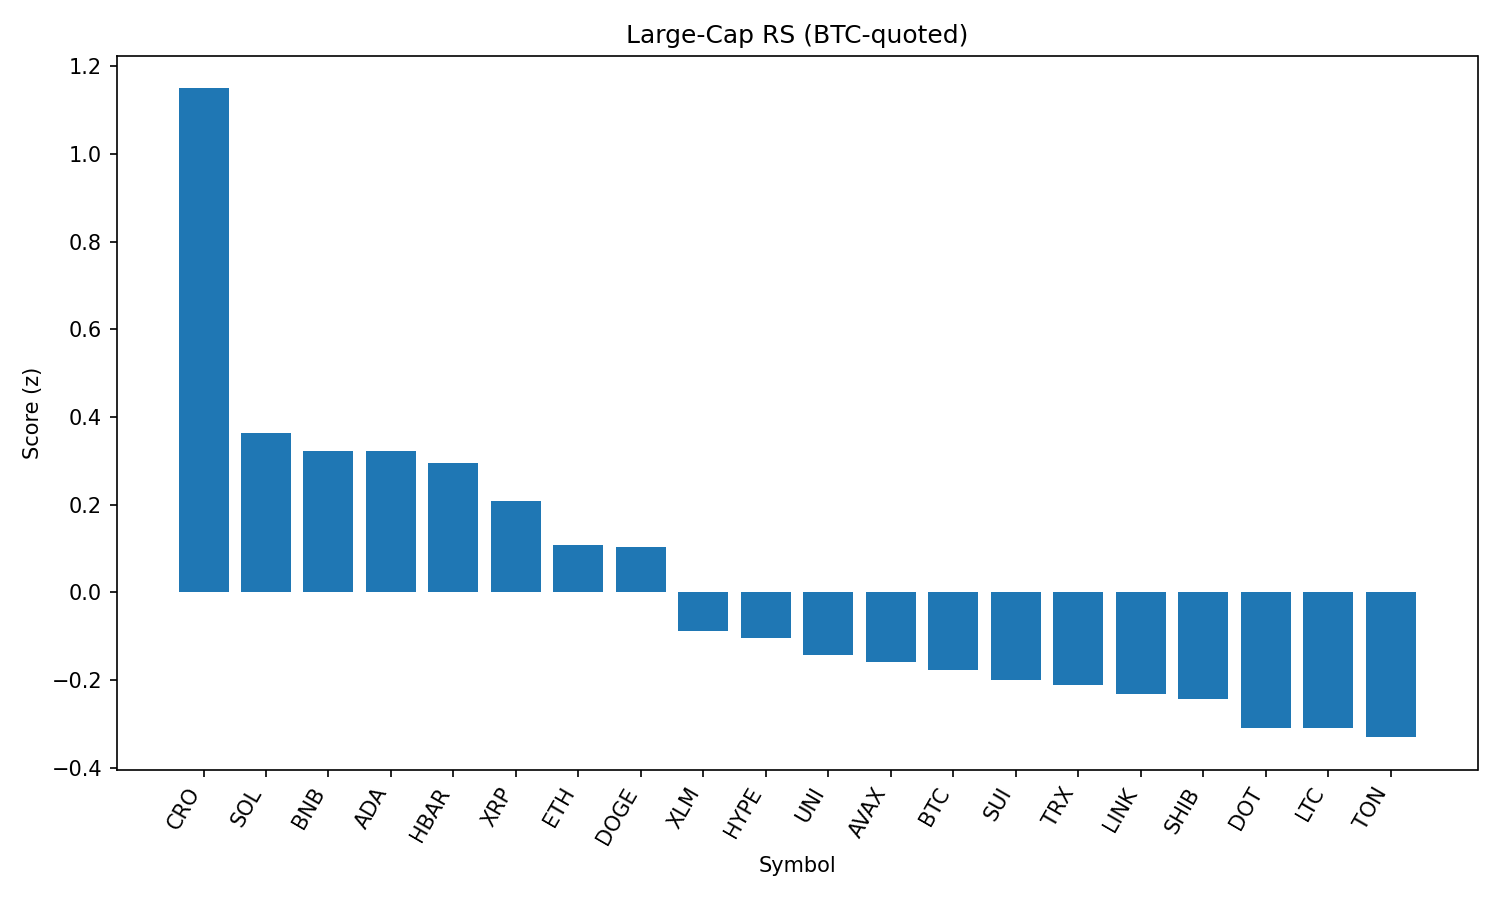 Large-Cap RS (BTC-quoted)
1.2
1.0
0.8
0.6
0.4
0.2
0.0
−0.2
−0.4
Score (z)
CRO
SOL
BNB
ADA
HBAR
XRP
ETH
DOGE
XLM
HYPE
UNI
AVAX
BTC
SUI
TRX
LINK
SHIB
DOT
LTC
TON
Symbol